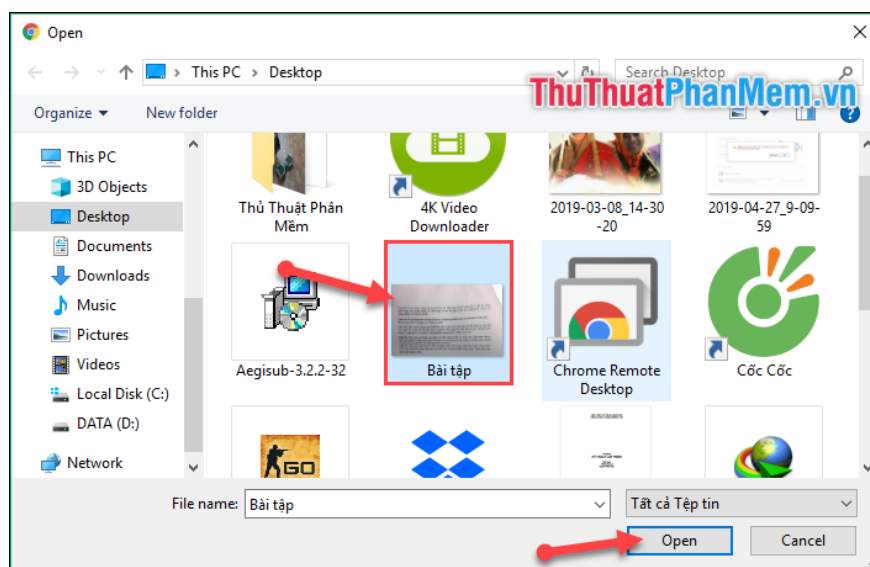 Open
This PC > Desktop
Search Desktop
ThuThuatPhanMem.vn
Organize
New folder
This PC
3D Objects
Desktop
Documents
Downloads
Music
Pictures
Videos
Local Disk (C:)
DATA (D:)
Network
Thủ Thuật Phân
Mềm
4K Video
Downloader
2019-03-08_14-30
-20
2019-04-27_9-09-
59
Aegisub-3.2.2-32
Bài tập
Chrome Remote
Desktop
Cốc Cốc
GO
File name: Bài tập
Tất cả Tệp tin
Open
Cancel